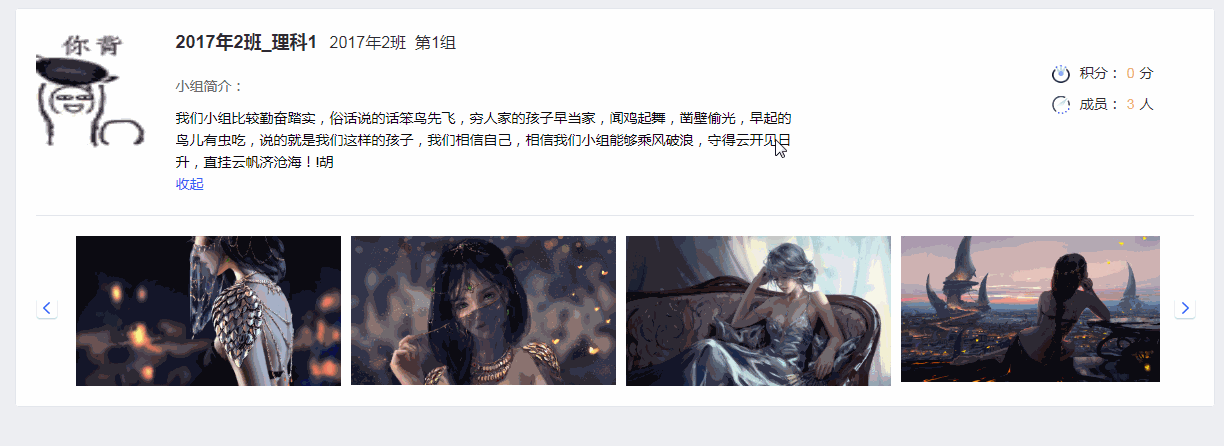 你 背
2017年2班_理科1 2017年2班 第1组
积分： 0 分
小组简介：
成员： 3 人
我们小组比较勤奋踏实，俗话说的话笨鸟先飞，穷人家的孩子早当家，闻鸡起舞，凿壁偷光，早起的
鸟儿有虫吃，说的就是我们这样的孩子，我们相信自己，相信我们小组能够乘风破浪，守得云开见日
升，直挂云帆济沧海！!胡
收起